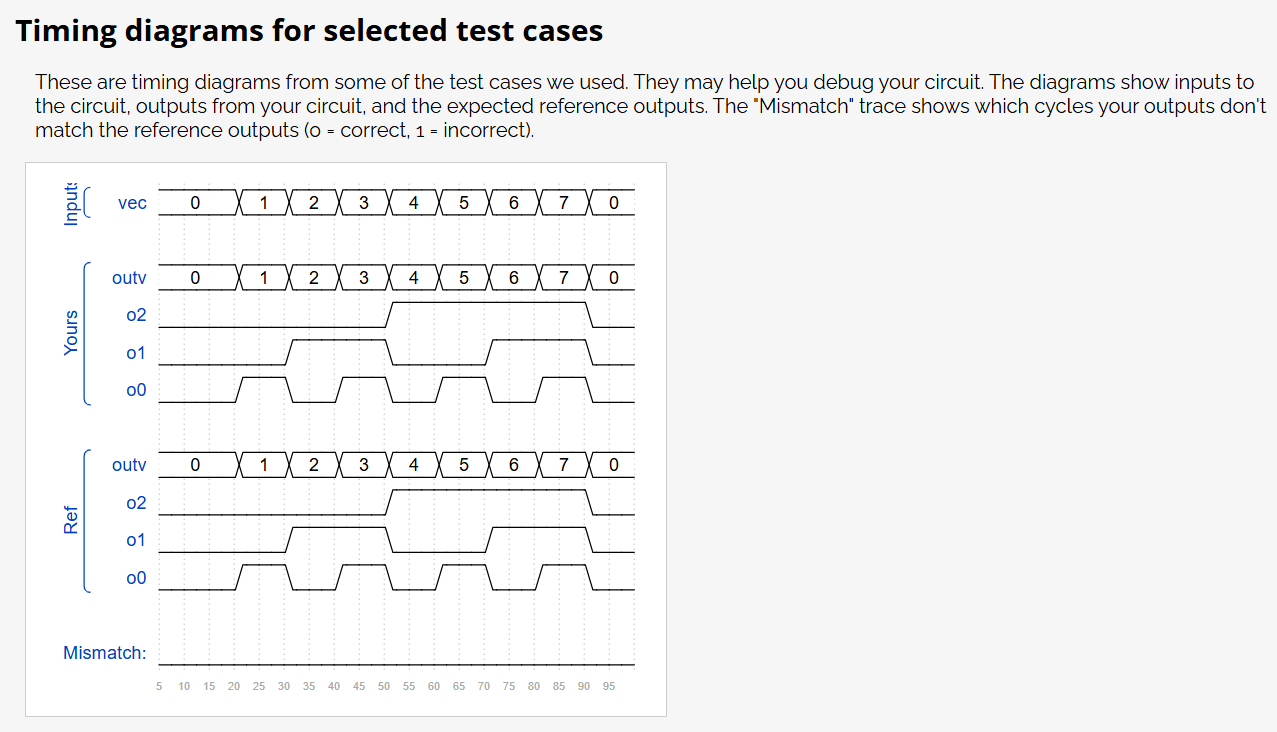 Timing diagrams for selected test cases
These are timing diagrams from some of the test cases we used. They may help you debug your circuit. The diagrams show inputs to
the circuit, outputs from your circuit, and the expected reference outputs. The "Mismatch" trace shows which cycles your outputs don't
match the reference outputs (0 = correct, 1 = incorrect).
Inputs
vec 0 1 2 3 4 5 6 7 0
Yours
outv 0 1 2 3 4 5 6 7 0
o2
o1
o0
Ref
outv 0 1 2 3 4 5 6 7 0
o2
o1
o0
Mismatch:
5 10 15 20 25 30 35 40 45 50 55 60 65 70 75 80 85 90 95